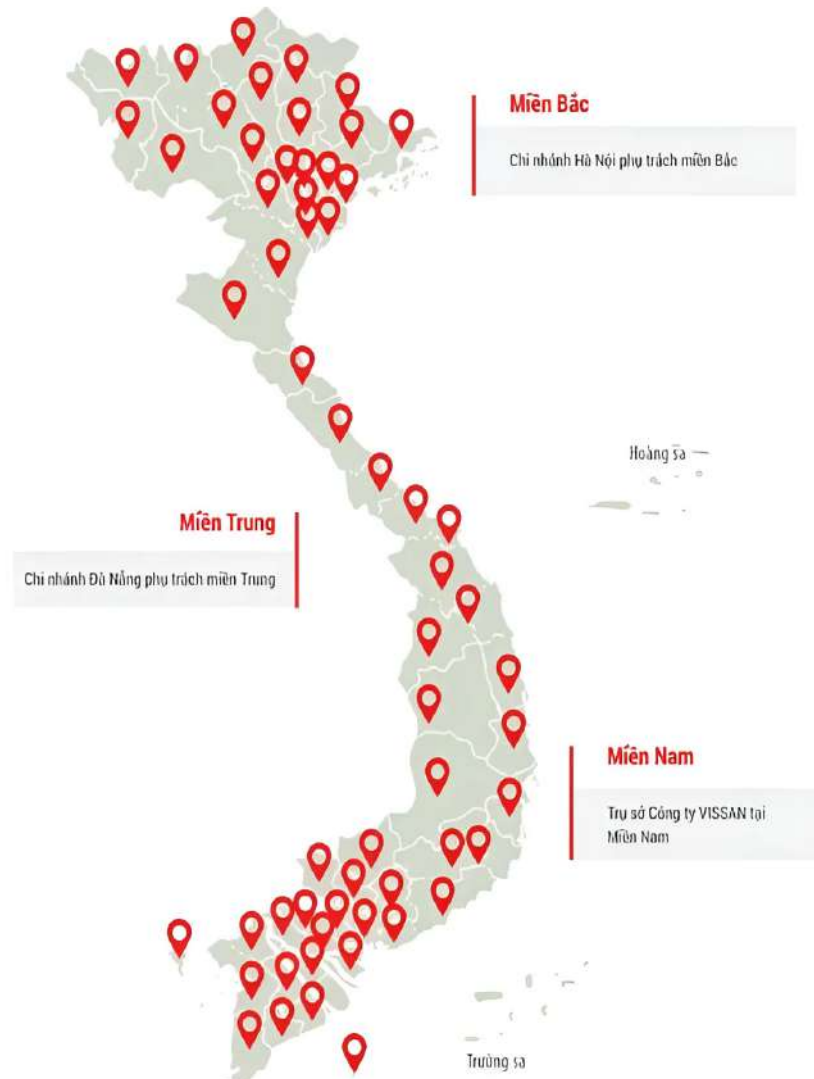 Miền Bắc
Chi nhánh Hà Nội phụ trách miền Bắc
Hoàng sa
Miền Trung
Chi nhánh Đà Nẵng phụ trách miền Trung
Miền Nam
Trụ sở Công ty VISSAN tại
Miền Nam
Trường sa